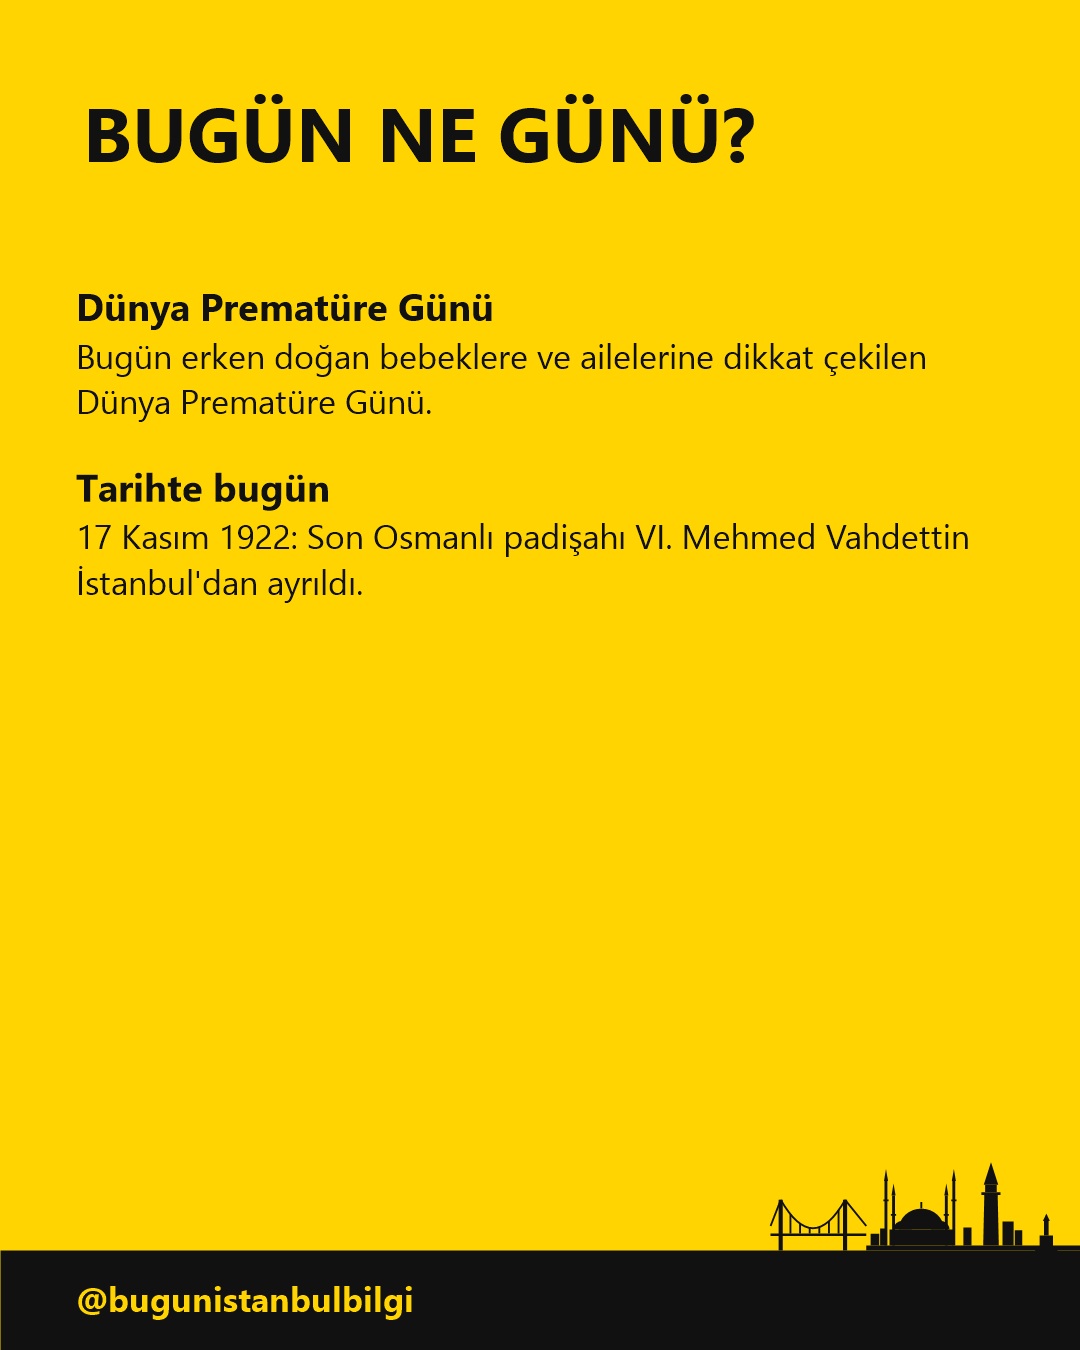 BUGÜN NE GÜNÜ?
Dünya Prematüre Günü
Bugün erken doğan bebeklere ve ailelerine dikkat çekilen
Dünya Prematüre Günü.
Tarihte bugün
17 Kasım 1922: Son Osmanlı padişahı VI. Mehmed Vahdettin
İstanbul'dan ayrıldı.
@bugunistanbulbilgi